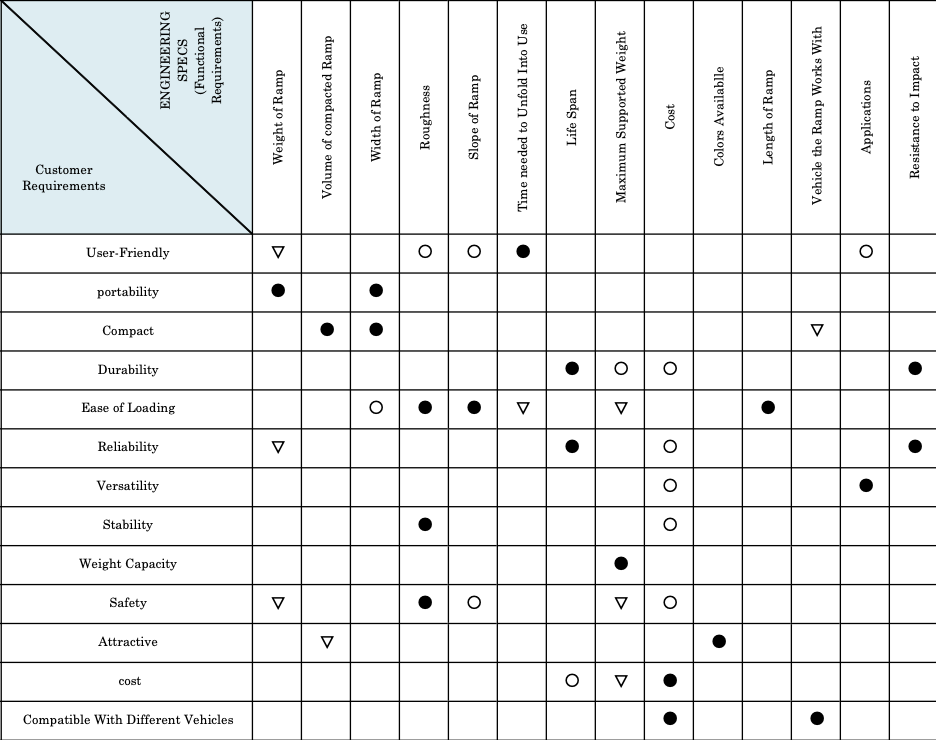 ENGINEERING
SPECS
(Functional
Requirements)
Customer
Requirements
Weight of Ramp
Volume of compacted Ramp
Width of Ramp
Roughness
Slope of Ramp
Time needed to Unfold Into Use
Life Span
Maximum Supported Weight
Cost
Colors Availablle
Length of Ramp
Vehicle the Ramp Works With
Applications
Resistance to Impact
User-Friendly
portability
Compact
Durability
Ease of Loading
Reliability
Versatility
Stability
Weight Capacity
Safety
Attractive
cost
Compatible With Different Vehicles